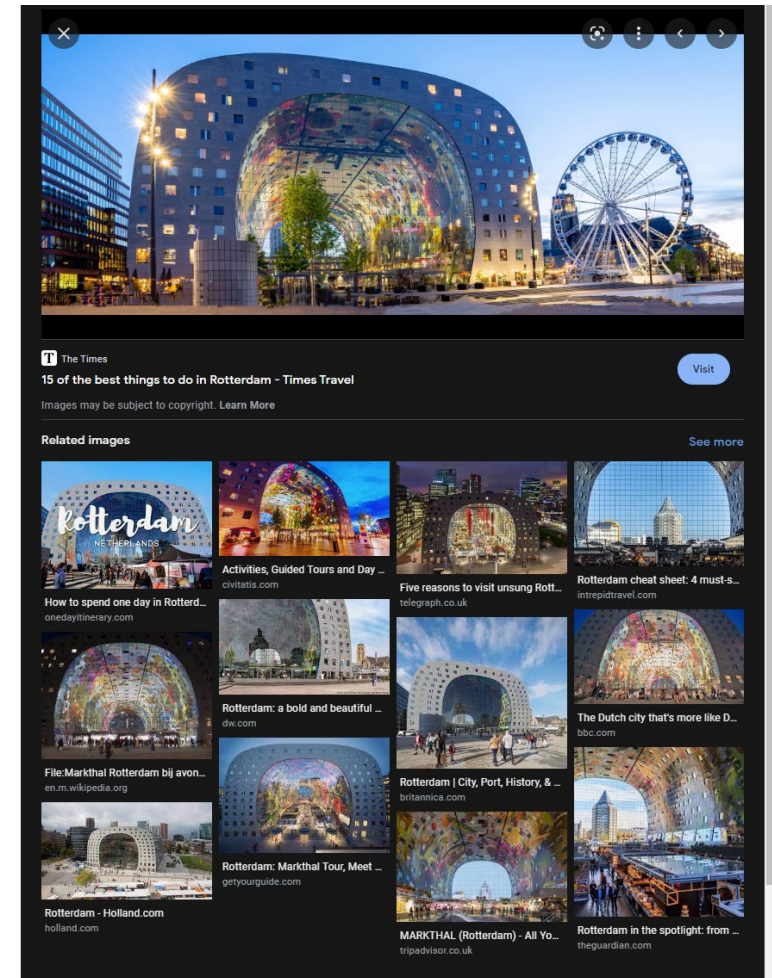 T The Times
15 of the best things to do in Rotterdam - Times Travel
Visit
Images may be subject to copyright. Learn More
Related images
See more
Rotterdam
NETHERLANDS
How to spend one day in Rotterd...
onedayitinerary.com
File:Markthal Rotterdam bij avon...
en.m.wikipedia.org
Rotterdam - Holland.com
holland.com
Activities, Guided Tours and Day ...
civitatis.com
Rotterdam: a bold and beautiful ...
dw.com
Rotterdam: Markthal Tour, Meet ...
getyourguide.com
Five reasons to visit unsung Rott...
telegraph.co.uk
Rotterdam | City, Port, History, & ...
britannica.com
MARKTHAL (Rotterdam) - All Yo...
tripadvisor.co.uk
Rotterdam cheat sheet: 4 must-s...
intrepidtravel.com
The Dutch city that's more like D...
bbc.com
Rotterdam in the spotlight: from ...
theguardian.com